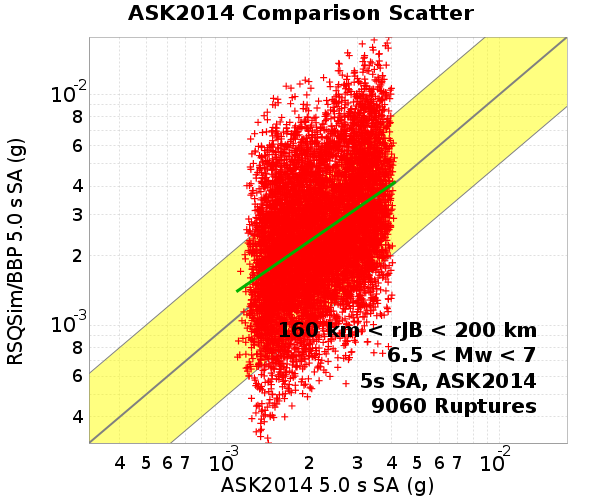 ASK2014 Comparison Scatter
RSQSim/BBP 5.0 s SA (g)
10-2
8
6
4
3
2
10-3
8
6
4
160 km < rJB < 200 km
6.5 < Mw < 7
5s SA, ASK2014
9060 Ruptures
4 5 6 7 10-3 2 3 4 5 6 7 10-2
ASK2014 5.0 s SA (g)